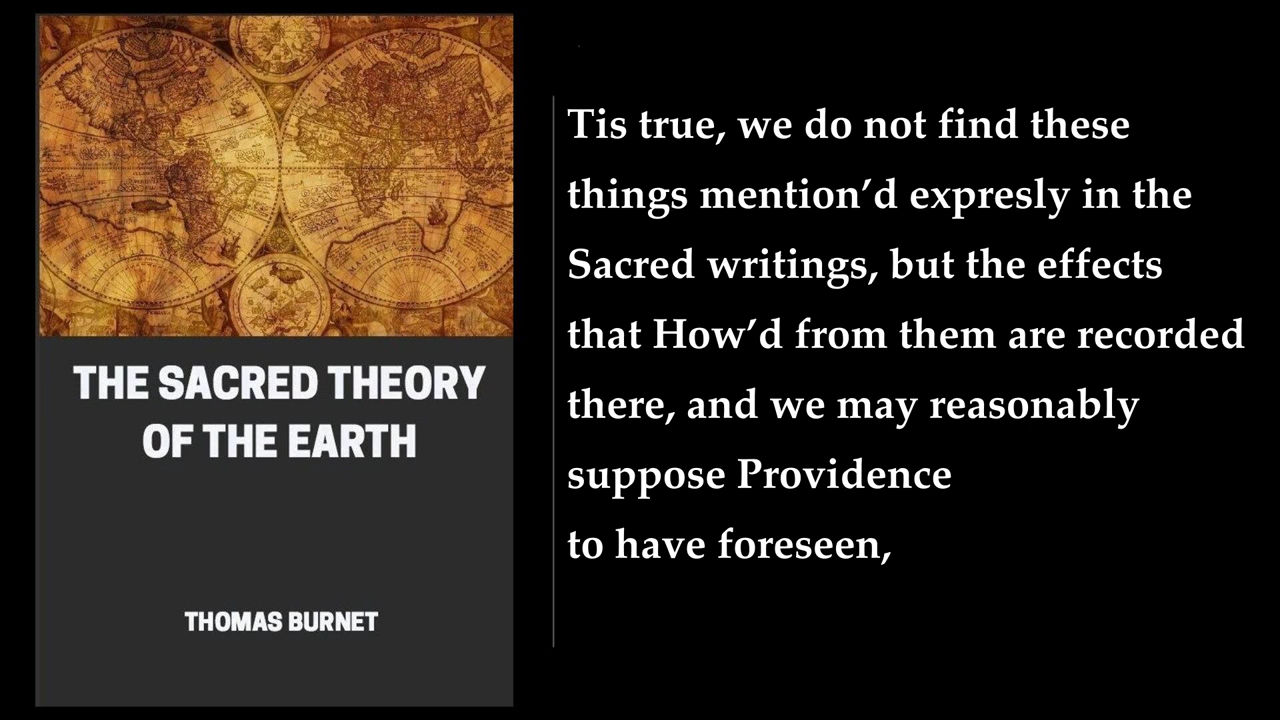 THE SACRED THEORY
OF THE EARTH
THOMAS BURNET
Tis true, we do not find these
things mention’d expresly in the
Sacred writings, but the effects
that How’d from them are recorded
there, and we may reasonably
suppose Providence
to have foreseen,